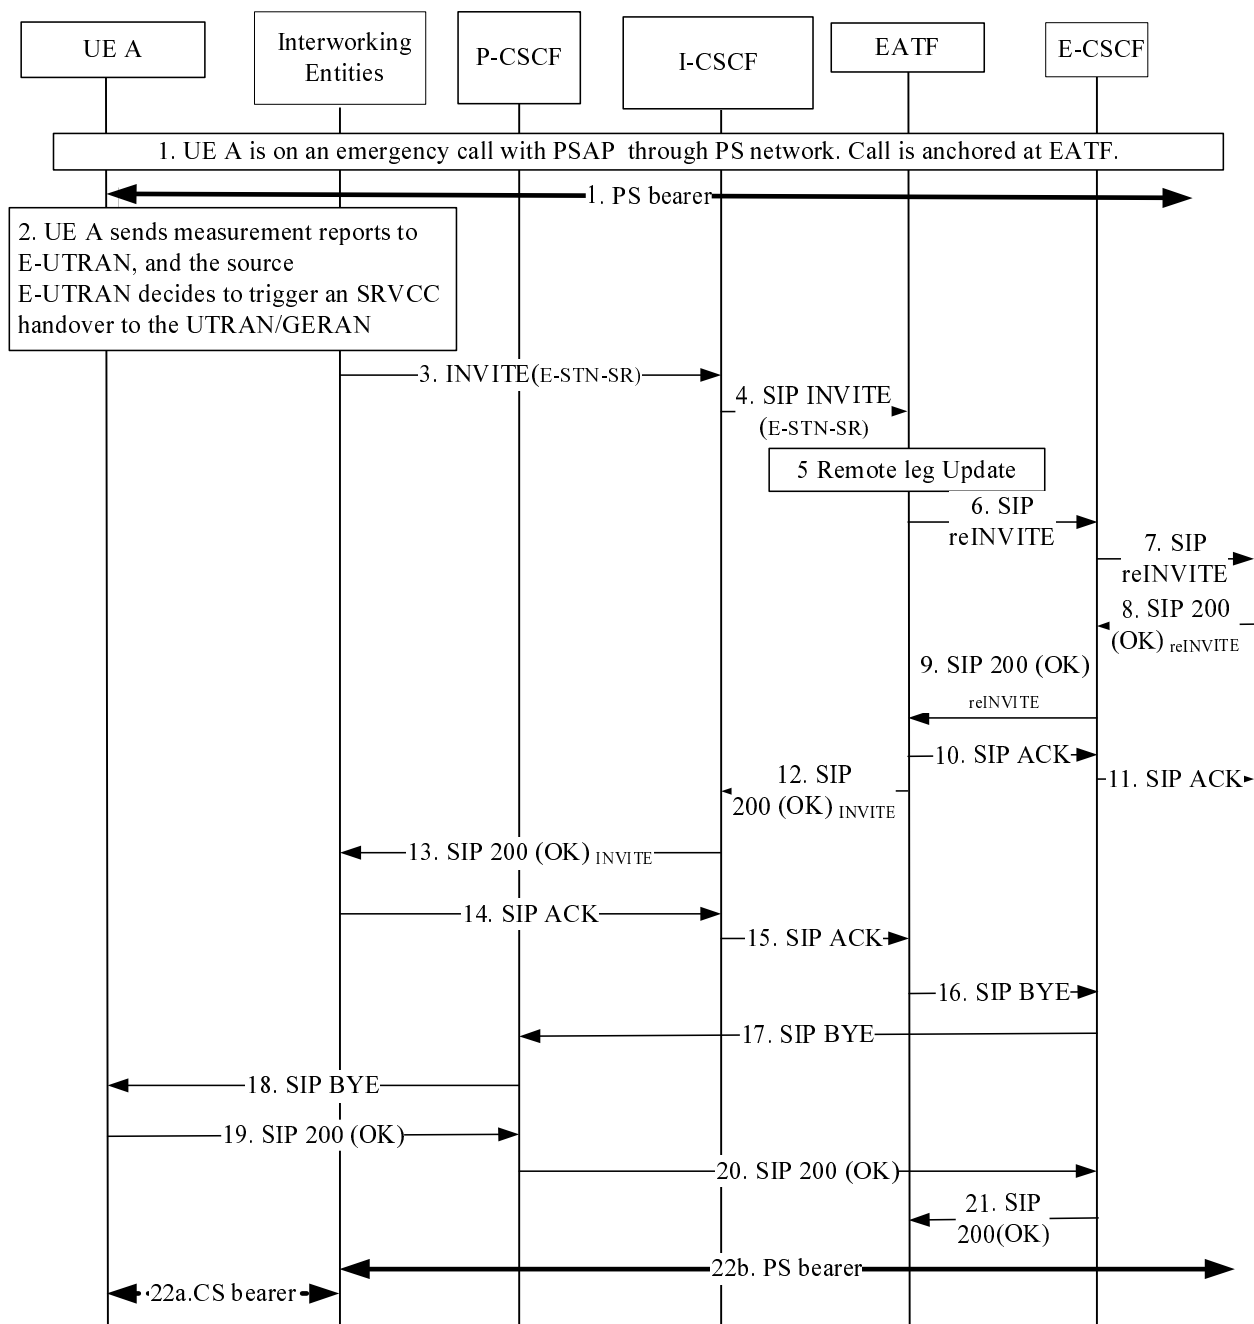 UE A
Interworking
Entities
P-CSCF
I-CSCF
EATF
E-CSCF
1. UE A is on an emergency call with PSAP through PS network. Call is anchored at EATF.
1. PS bearer
2. UE A sends measurement reports to
E-UTRAN, and the source
E-UTRAN decides to trigger an SRVCC
handover to the UTRAN/GERAN
3. INVITE(E-STN-SR)
4. SIP INVITE
(E-STN-SR)
5 Remote leg Update
6. SIP
reINVITE
7. SIP
reINVITE
8. SIP 200
(OK) reINVITE
9. SIP 200 (OK)
reINVITE
10. SIP ACK
11. SIP ACK
12. SIP
200 (OK) INVITE
13. SIP 200 (OK) INVITE
14. SIP ACK
15. SIP ACK
16. SIP BYE
17. SIP BYE
18. SIP BYE
19. SIP 200 (OK)
20. SIP 200 (OK)
21. SIP
200(OK)
22b. PS bearer
22a.CS bearer